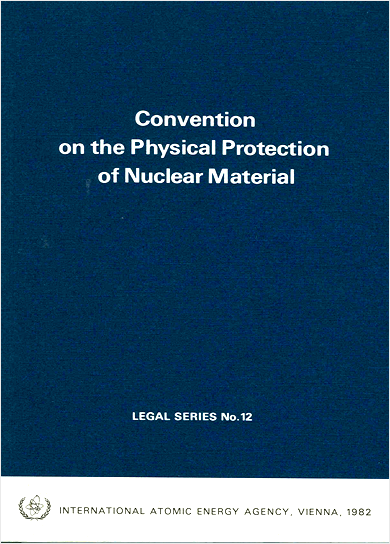 Convention
on the Physical Protection
of Nuclear Material
LEGAL SERIES No.12
INTERNATIONAL ATOMIC ENERGY AGENCY, VIENNA, 1982